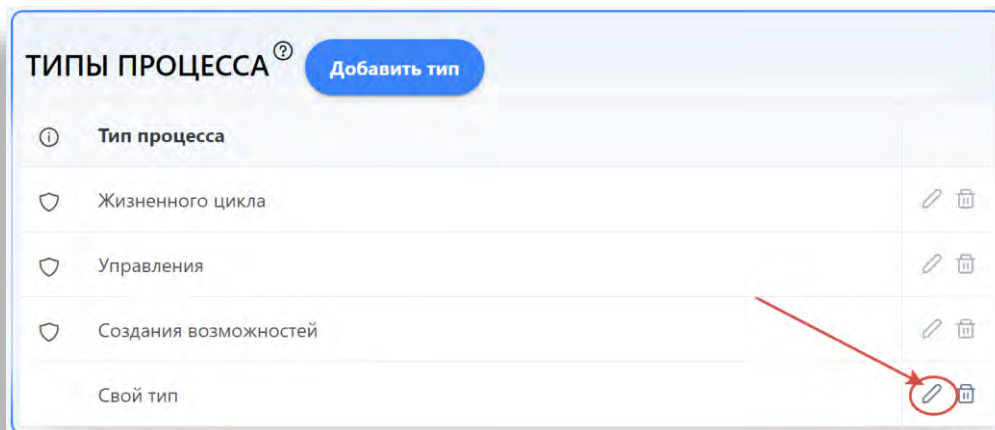 ТИПЫ ПРОЦЕССА
Добавить тип
Тип процесса
Жизненного цикла
Управления
Создания возможностей
Свой тип